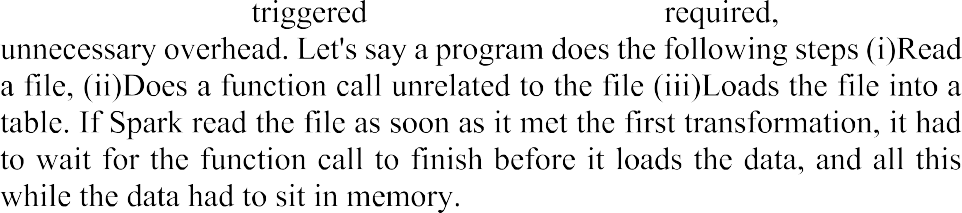 triggered required,
unnecessary overhead. Let's say a program does the following steps (i)Read
a file, (ii)Does a function call unrelated to the file (iii)Loads the file into a
table. If Spark read the file as soon as it met the first transformation, it had
to wait for the function call to finish before it loads the data, and all this
while the data had to sit in memory.